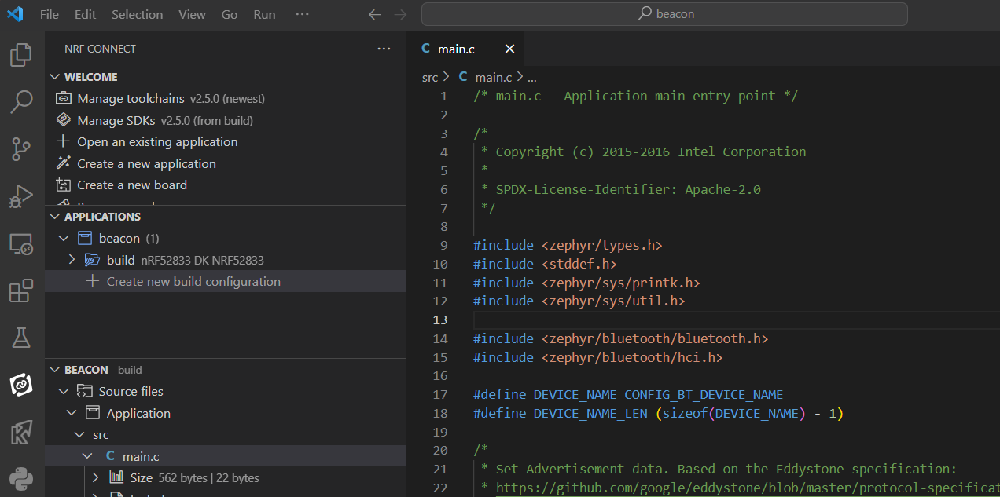 File Edit Selection View Go Run ···
beacon
NRF CONNECT ···
WELCOME
Manage toolchains v2.5.0 (newest)
Manage SDKs v2.5.0 (from build)
Open an existing application
Create a new application
Create a new board
APPLICATIONS
beacon (1)
build nRF52833 DK NRF52833
Create new build configuration
BEACON build
Source files
Application
src
C main.c
Size 562 bytes | 22 bytes
C main.c
src > C main.c > ...
1 /* main.c - Application main entry point */
2
3 /*
4 * Copyright (c) 2015-2016 Intel Corporation
5 *
6 * SPDX-License-Identifier: Apache-2.0
7 */
8
9 #include <zephyr/types.h>
10 #include <stddef.h>
11 #include <zephyr/sys/printk.h>
12 #include <zephyr/sys/util.h>
13
14 #include <zephyr/bluetooth/bluetooth.h>
15 #include <zephyr/bluetooth/hci.h>
16
17 #define DEVICE_NAME CONFIG_BT_DEVICE_NAME
18 #define DEVICE_NAME_LEN (sizeof(DEVICE_NAME) - 1)
19
20 /*
21 * Set Advertisement data. Based on the Eddystone specification:
22 * https://github.com/google/eddystone/blob/master/protocol-specificat